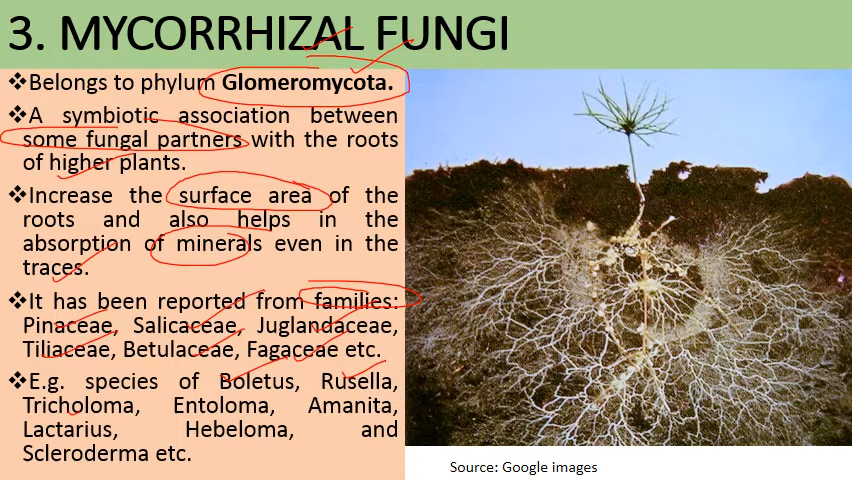 3. MYCORRHIZAL FUNGI
❖Belongs to phylum Glomeromycota.
❖A symbiotic association between
some fungal partners with the roots
of higher plants.
❖Increase the surface area of the
roots and also helps in the
absorption of minerals even in the
traces.
❖It has been reported from families:
Pinaceae, Salicaceae, Juglandaceae,
Tiliaceae, Betulaceae, Fagaceae etc.
❖E.g. species of Boletus, Rusella,
Tricholoma, Entoloma, Amanita,
Lactarius, Hebeloma, and
Scleroderma etc.
Source: Google images